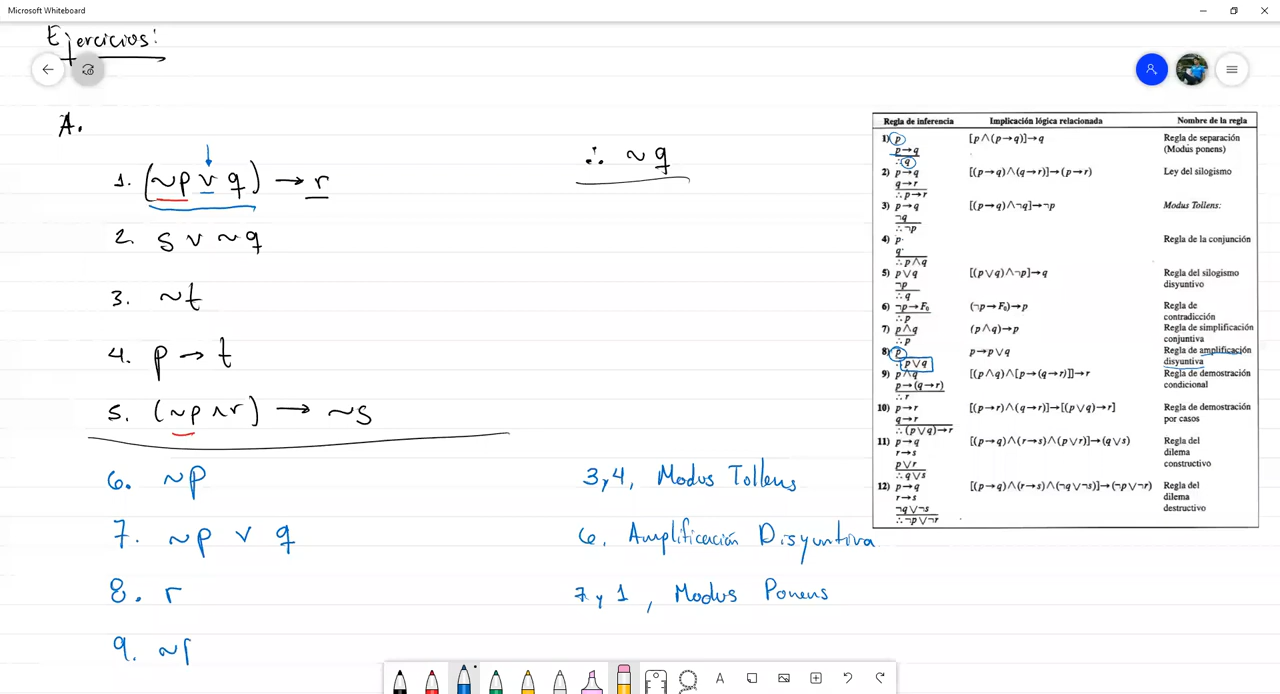 Microsoft Whiteboard
Ejercicios:
A.
1. (~p v q) → r
∴ ~q
2. s v ~q
3. ~t
4. p → t
5. (~p ∧ r) → ~s
6. ~p 3 y 4, Modus Tollens
7. ~p v q 6. Amplificación Disyuntiva
8. r 7 y 1, Modus Ponens
9. ~p
Regla de inferencia Implicación lógica relacionada Nombre de la regla
1) p [p∧(p→q)]→q Regla de separación
p→q (Modus ponens)
∴q
2) p→q [(p→q)∧(q→r)]→(p→r) Ley del silogismo
q→r
∴p→r
3) p→q [(p→q)∧¬q]→¬p Modus Tollens:
¬q
∴¬p
4) p Regla de la conjunción
q
∴p∧q
5) p∨q [(p∨q)∧¬p]→q Regla del silogismo
¬p disyuntivo
∴q
6) ¬p→F₀ (¬p→F₀)→p Regla de
∴p contradicción
7) p∧q (p∧q)→p Regla de simplificación
∴p conjuntiva
8) p p→p∨q Regla de amplificación
∴p∨q disyuntiva
9) p∧q [(p∧q)∧[p→(q→r)]]→r Regla de demostración
p→(q→r) condicional
∴r
10) p→r [(p→r)∧(q→r)]→[(p∨q)→r] Regla de demostración
q→r por casos
∴(p∨q)→r
11) p→q [(p→q)∧(r→s)∧(p∨r)]→(q∨s) Regla del
r→s dilema
p∨r constructivo
∴q∨s
12) p→q [(p→q)∧(r→s)∧(¬q∨¬s)]→(¬p∨¬r) Regla del
r→s dilema
¬q∨¬s destructivo
∴¬p∨¬r
A